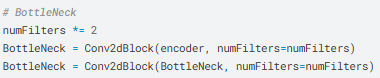 # BottleNeck
numFilters *= 2
BottleNeck = Conv2dBlock(encoder, numFilters=numFilters)
BottleNeck = Conv2dBlock(BottleNeck, numFilters=numFilters)